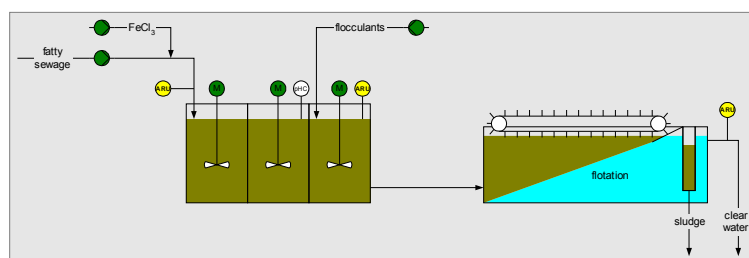 FeCl3
flocculants
fatty
sewage
ARU
M
M
pHC
M
ARU
ARU
flotation
sludge
clear
water